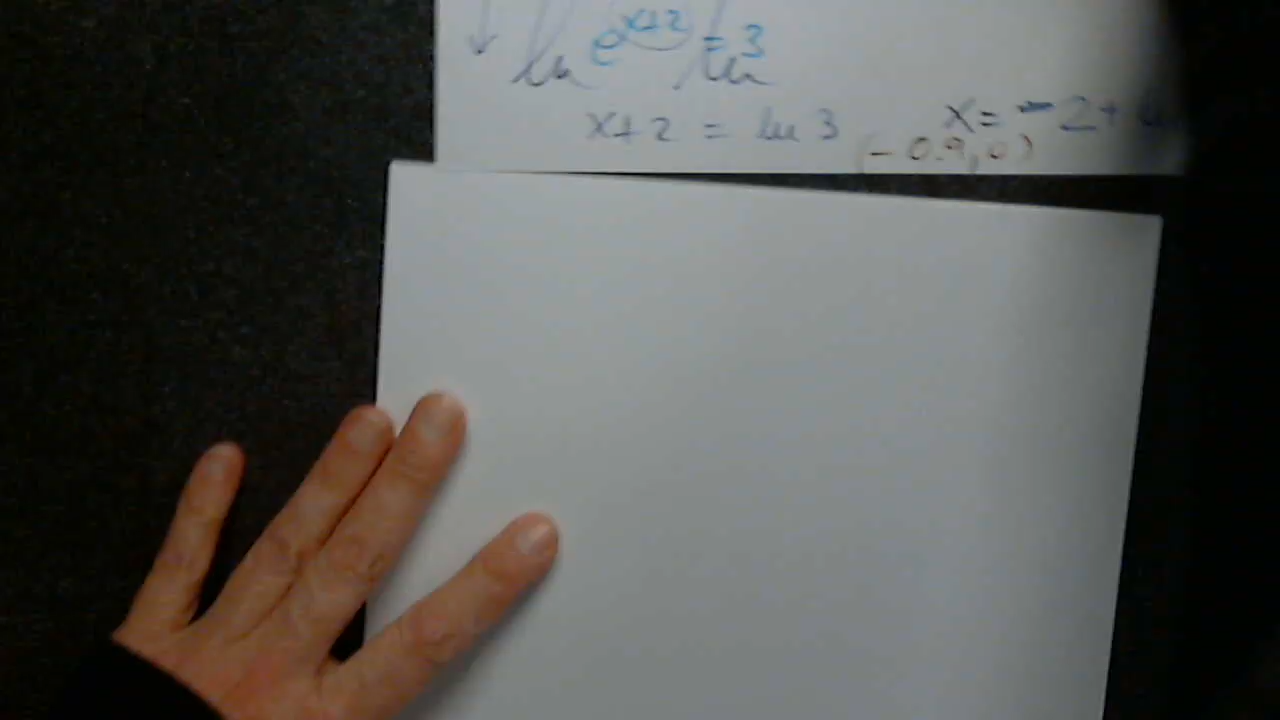 ln e^{x+2} = ln 3
x+2 = ln 3 x = -2 +
(-0.9, 0)